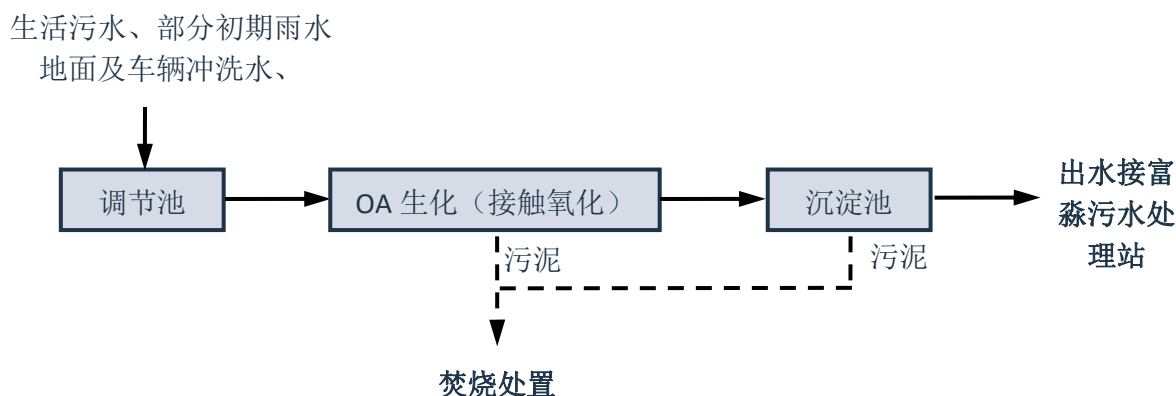 生活污水、部分初期雨水
地面及车辆冲洗水、
调节池
OA 生化（接触氧化）
沉淀池
出水接富
淼污水处
理站
污泥
污泥
焚烧处置